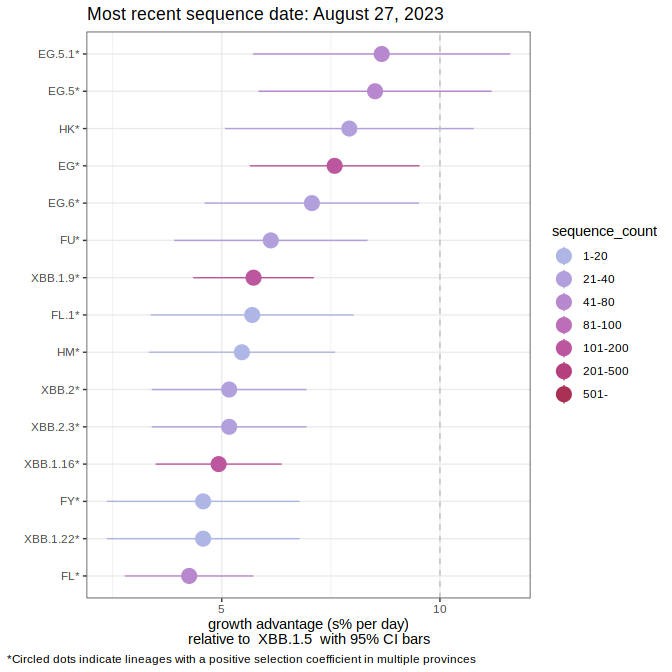 Most recent sequence date: August 27, 2023
EG.5.1*
EG.5*
HK*
EG*
EG.6*
FU*
XBB.1.9*
FL.1*
HM*
XBB.2*
XBB.2.3*
XBB.1.16*
FY*
XBB.1.22*
FL*
5
10
growth advantage (s% per day)
relative to  XBB.1.5  with 95% CI bars
sequence_count
1-20
21-40
41-80
81-100
101-200
201-500
501-
*Circled dots indicate lineages with a positive selection coefficient in multiple provinces